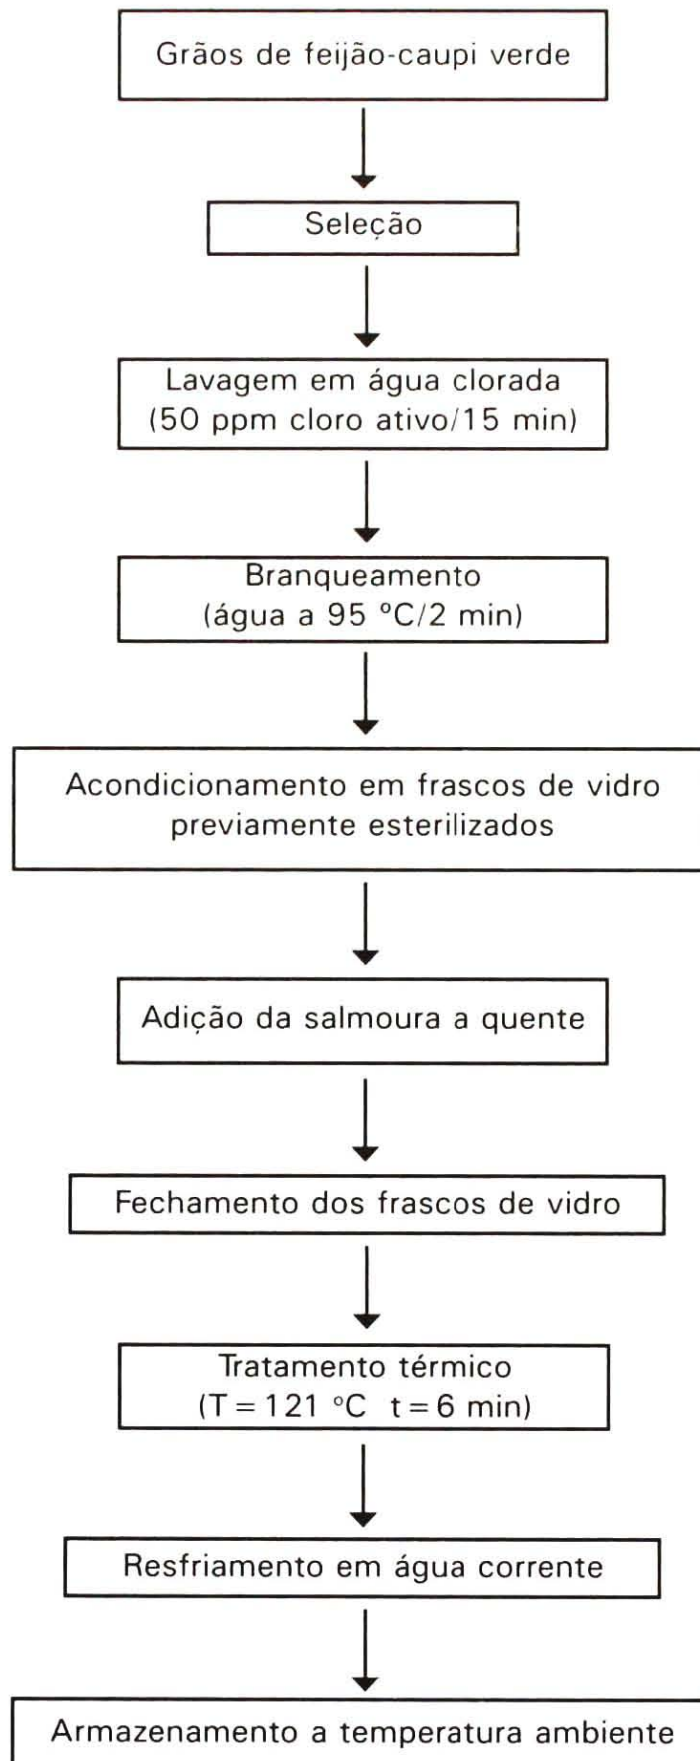 Grãos de feijão-caupi verde
Seleção
Lavagem em água clorada
(50 ppm cloro ativo/15 min)
Branqueamento
(água a 95 ºC/2 min)
Acondicionamento em frascos de vidro
previamente esterilizados
Adição da salmoura a quente
Fechamento dos frascos de vidro
Tratamento térmico
(T = 121 ºC t = 6 min)
Resfriamento em água corrente
Armazenamento a temperatura ambiente